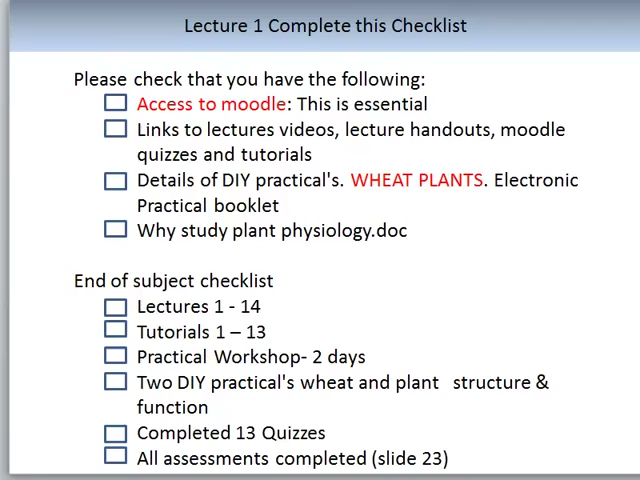 Lecture 1 Complete this Checklist
Please check that you have the following:
Access to moodle: This is essential
Links to lectures videos, lecture handouts, moodle
quizzes and tutorials
Details of DIY practical's. WHEAT PLANTS. Electronic
Practical booklet
Why study plant physiology.doc
End of subject checklist
Lectures 1 - 14
Tutorials 1 – 13
Practical Workshop- 2 days
Two DIY practical's wheat and plant structure &
function
Completed 13 Quizzes
All assessments completed (slide 23)